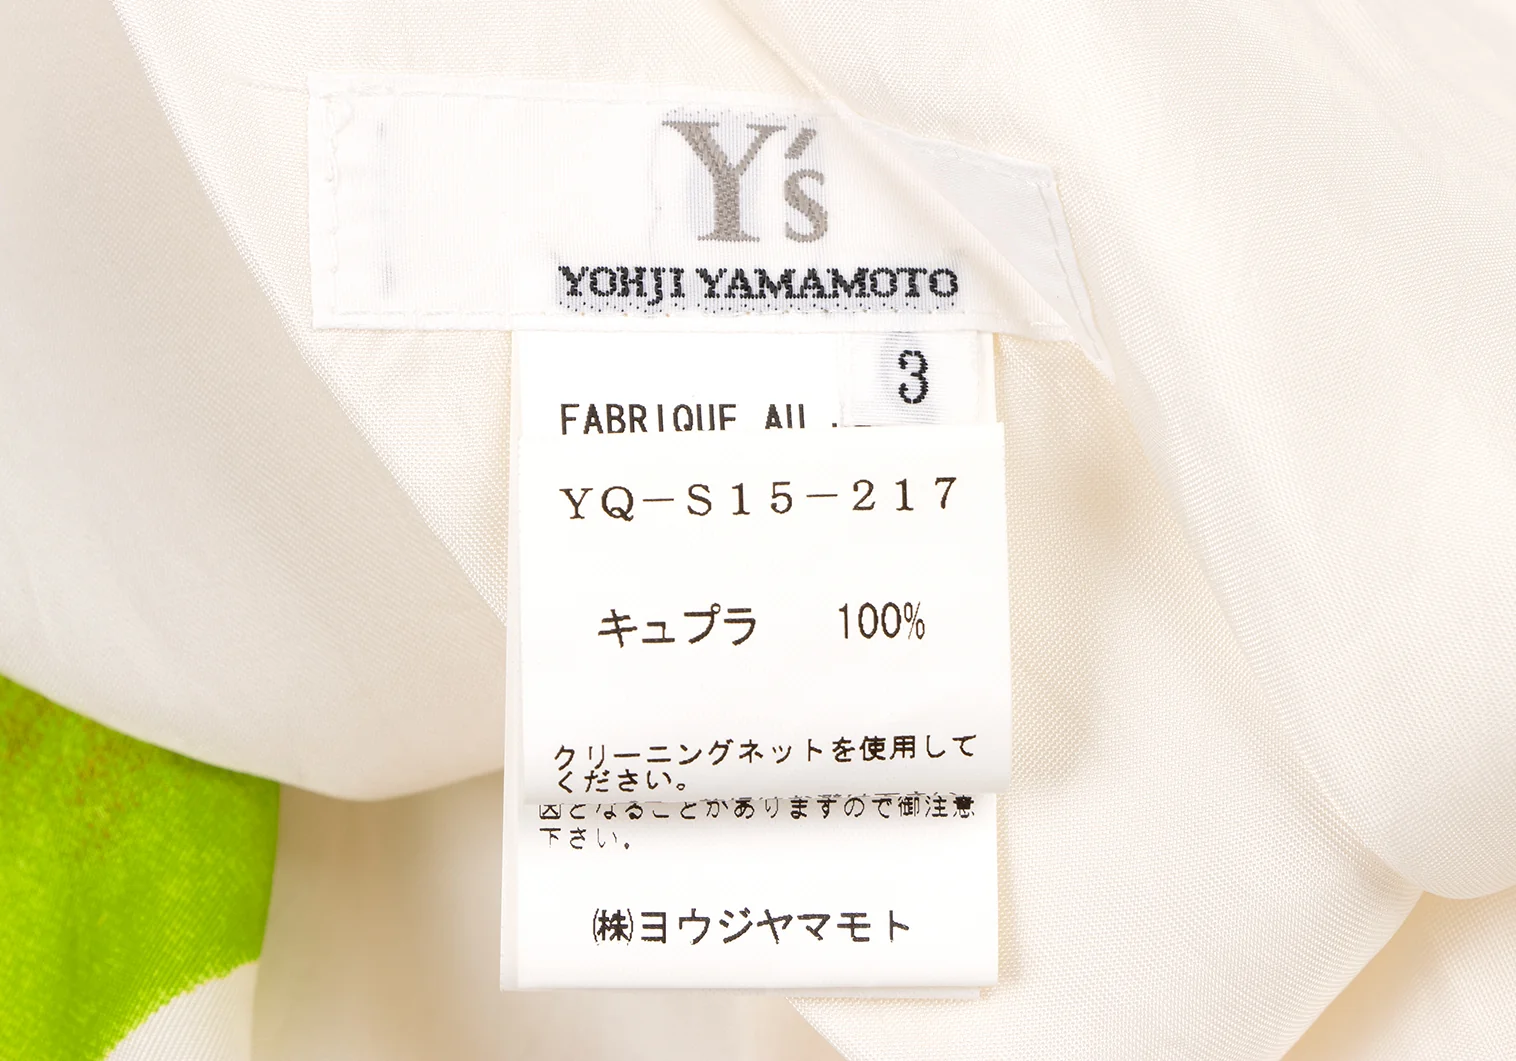 Y's
YOHJI YAMAMOTO
3
FABRIQUE AU
YQ－S15－217
キュプラ 100%
クリーニングネットを使用して
ください。
因となることがありますので御注意
下さい。
㈱ヨウジヤマモト